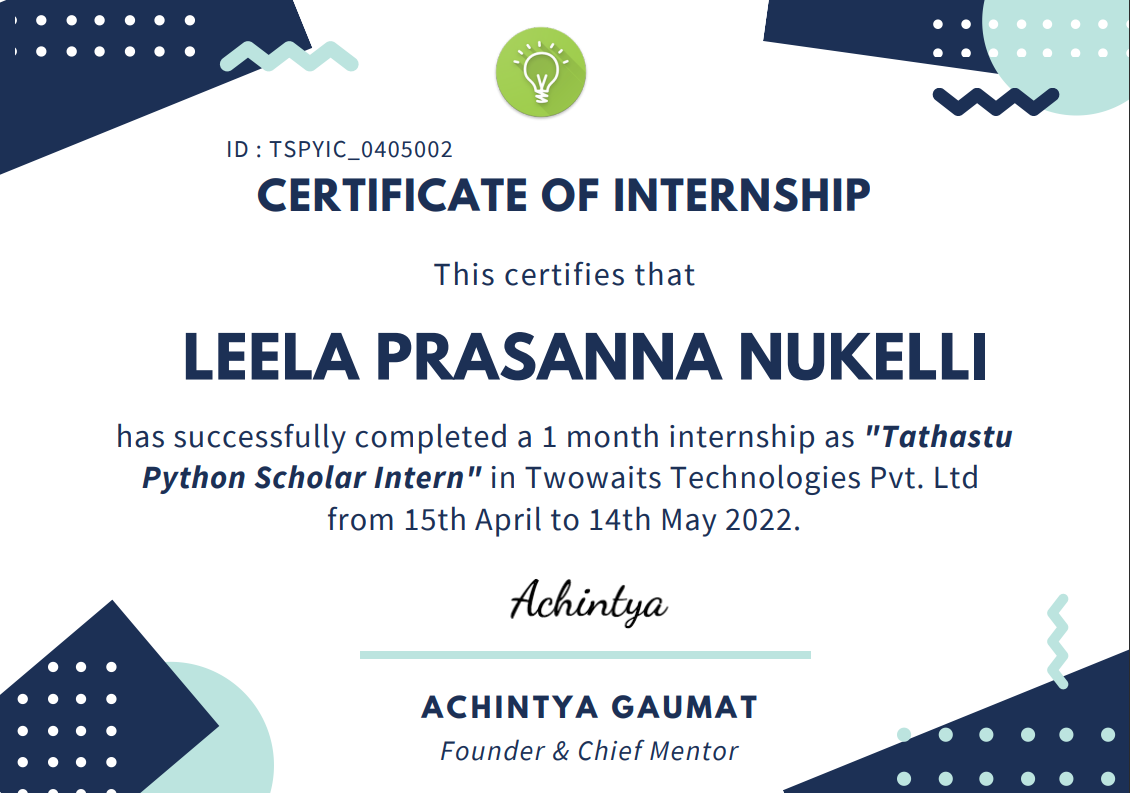 ID : TSPYIC_0405002
CERTIFICATE OF INTERNSHIP
This certifies that
LEELA PRASANNA NUKELLI
has successfully completed a 1 month internship as "Tathastu
Python Scholar Intern" in Twowaits Technologies Pvt. Ltd
from 15th April to 14th May 2022.
Achintya
ACHINTYA GAUMAT
Founder & Chief Mentor